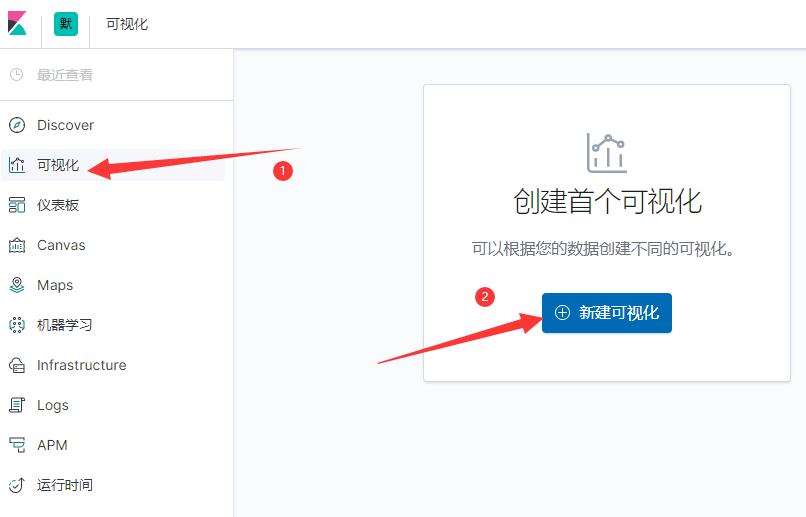 默
可视化
最近查看
Discover
可视化
1
仪表板
Canvas
Maps
机器学习
Infrastructure
Logs
APM
运行时间
创建首个可视化
可以根据您的数据创建不同的可视化。
2
新建可视化